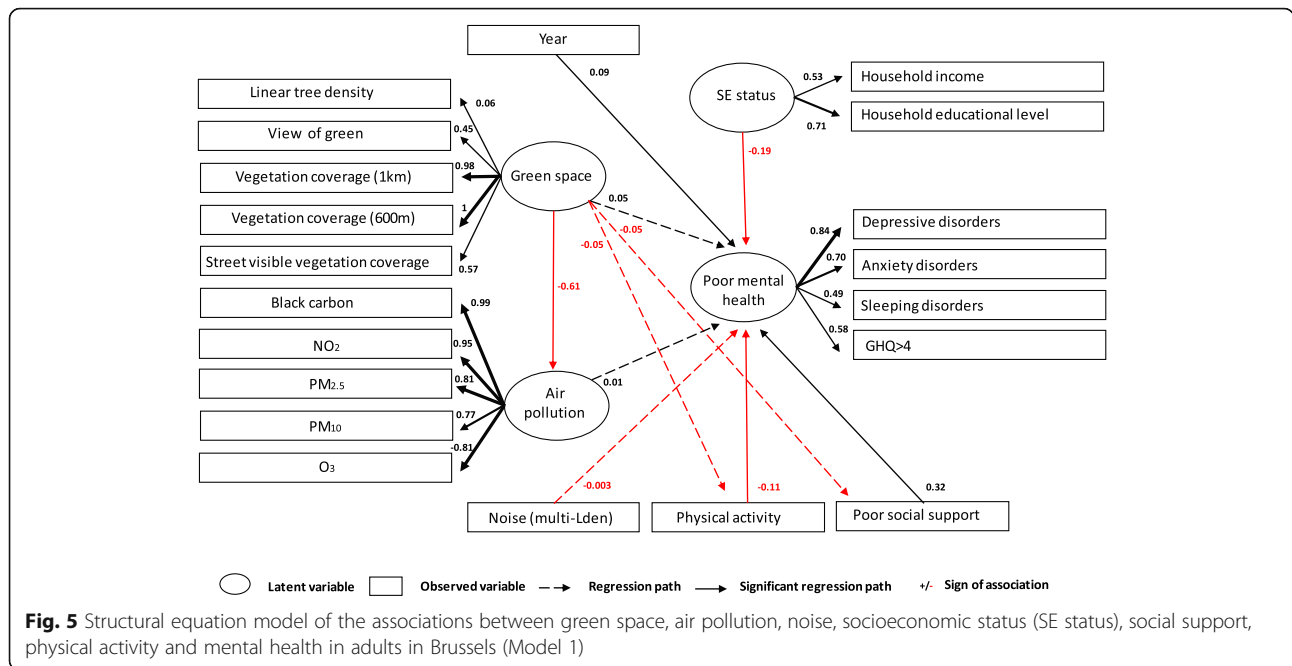 Year
0.09
Linear tree density
0.06
View of green
0.45
Vegetation coverage (1km)
0.98
Vegetation coverage (600m)
1
Street visible vegetation coverage
0.57
Green space
SE status
0.53
Household income
0.71
Household educational level
-0.19
0.05
-0.05
-0.05
-0.61
Poor mental
health
0.84
Depressive disorders
0.70
Anxiety disorders
0.49
Sleeping disorders
0.58
GHQ>4
Black carbon
0.99
NO2
0.95
PM2.5
0.81
PM10
0.77
O3
-0.81
Air
pollution
0.01
-0.003
-0.11
0.32
Noise (multi-Lden)
Physical activity
Poor social support
Latent variable
Observed variable
Regression path
Significant regression path
+/- Sign of association
Fig. 5 Structural equation model of the associations between green space, air pollution, noise, socioeconomic status (SE status), social support,
physical activity and mental health in adults in Brussels (Model 1)